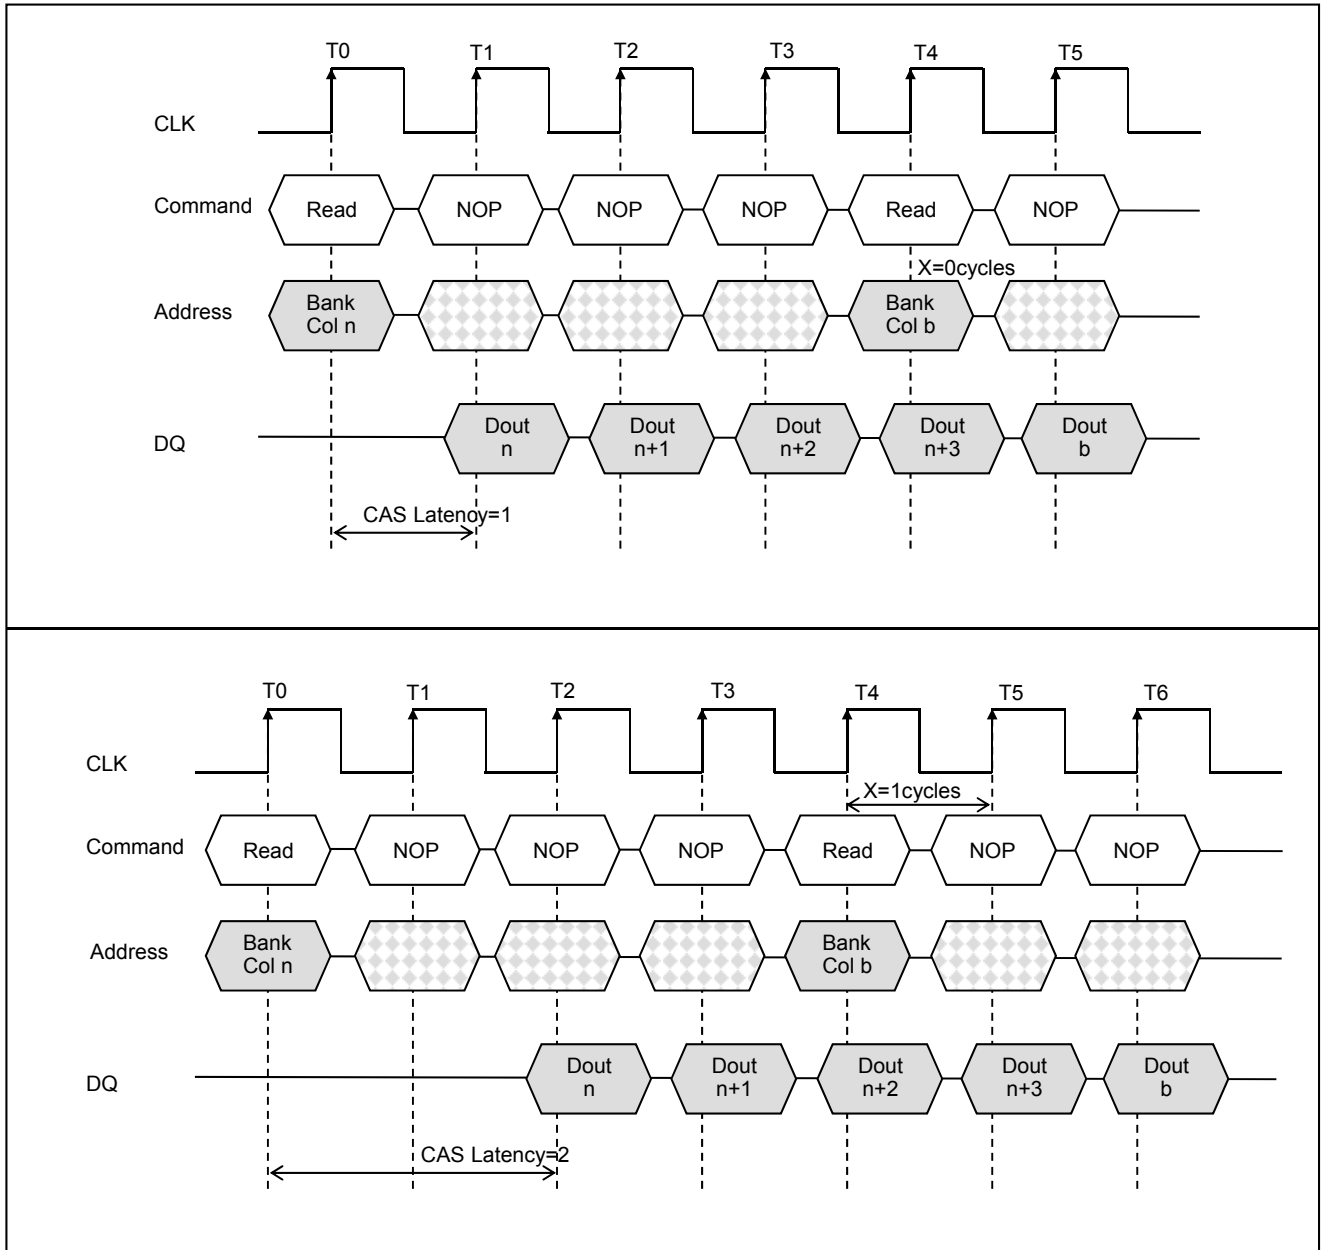 T0 T1 T2 T3 T4 T5
CLK
Command Read NOP NOP NOP Read NOP
X=0cycles
Address Bank Bank
Col n Col b
DQ Dout Dout Dout Dout Dout
n n+1 n+2 n+3 b
CAS Latency=1
T0 T1 T2 T3 T4 T5 T6
CLK
X=1cycles
Command Read NOP NOP NOP Read NOP NOP
Address Bank Bank
Col n Col b
DQ Dout Dout Dout Dout Dout
n n+1 n+2 n+3 b
CAS Latency=2